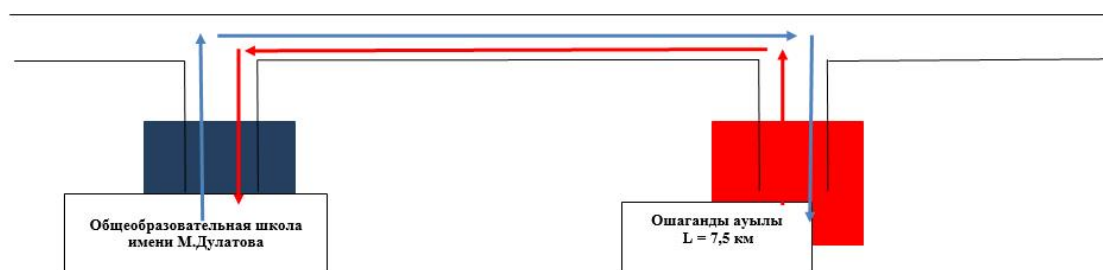 Общеобразовательная школа
имени М.Дулатова
Ошаганды ауылы
L = 7,5 км